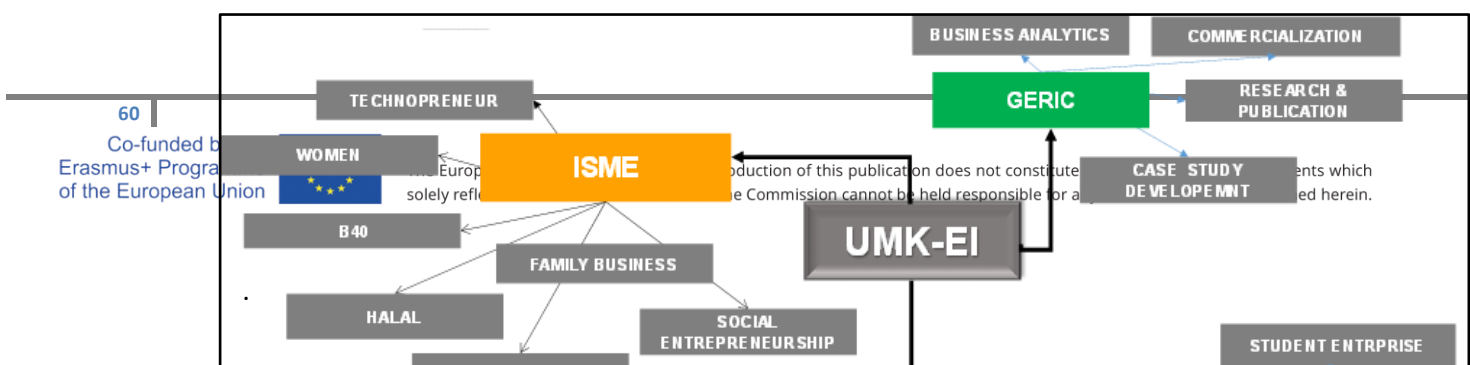 BUSINESS ANALYTICS
COMMERCIALIZATION
TECHNOPRENEUR
GERIC
RESEARCH &
PUBLICATION
60
Co-funded b
Erasmus+ Progra
of the European Union
WOMEN
ISME
oduction of this publication does not constitute
ents which
solely refle
e Commission cannot be held responsible for a
ed herein.
CASE STUDY
DEVELOPEMNT
B40
UMK-EI
FAMILY BUSINESS
HALAL
SOCIAL
ENTREPRENEURSHIP
STUDENT ENTRPRISE